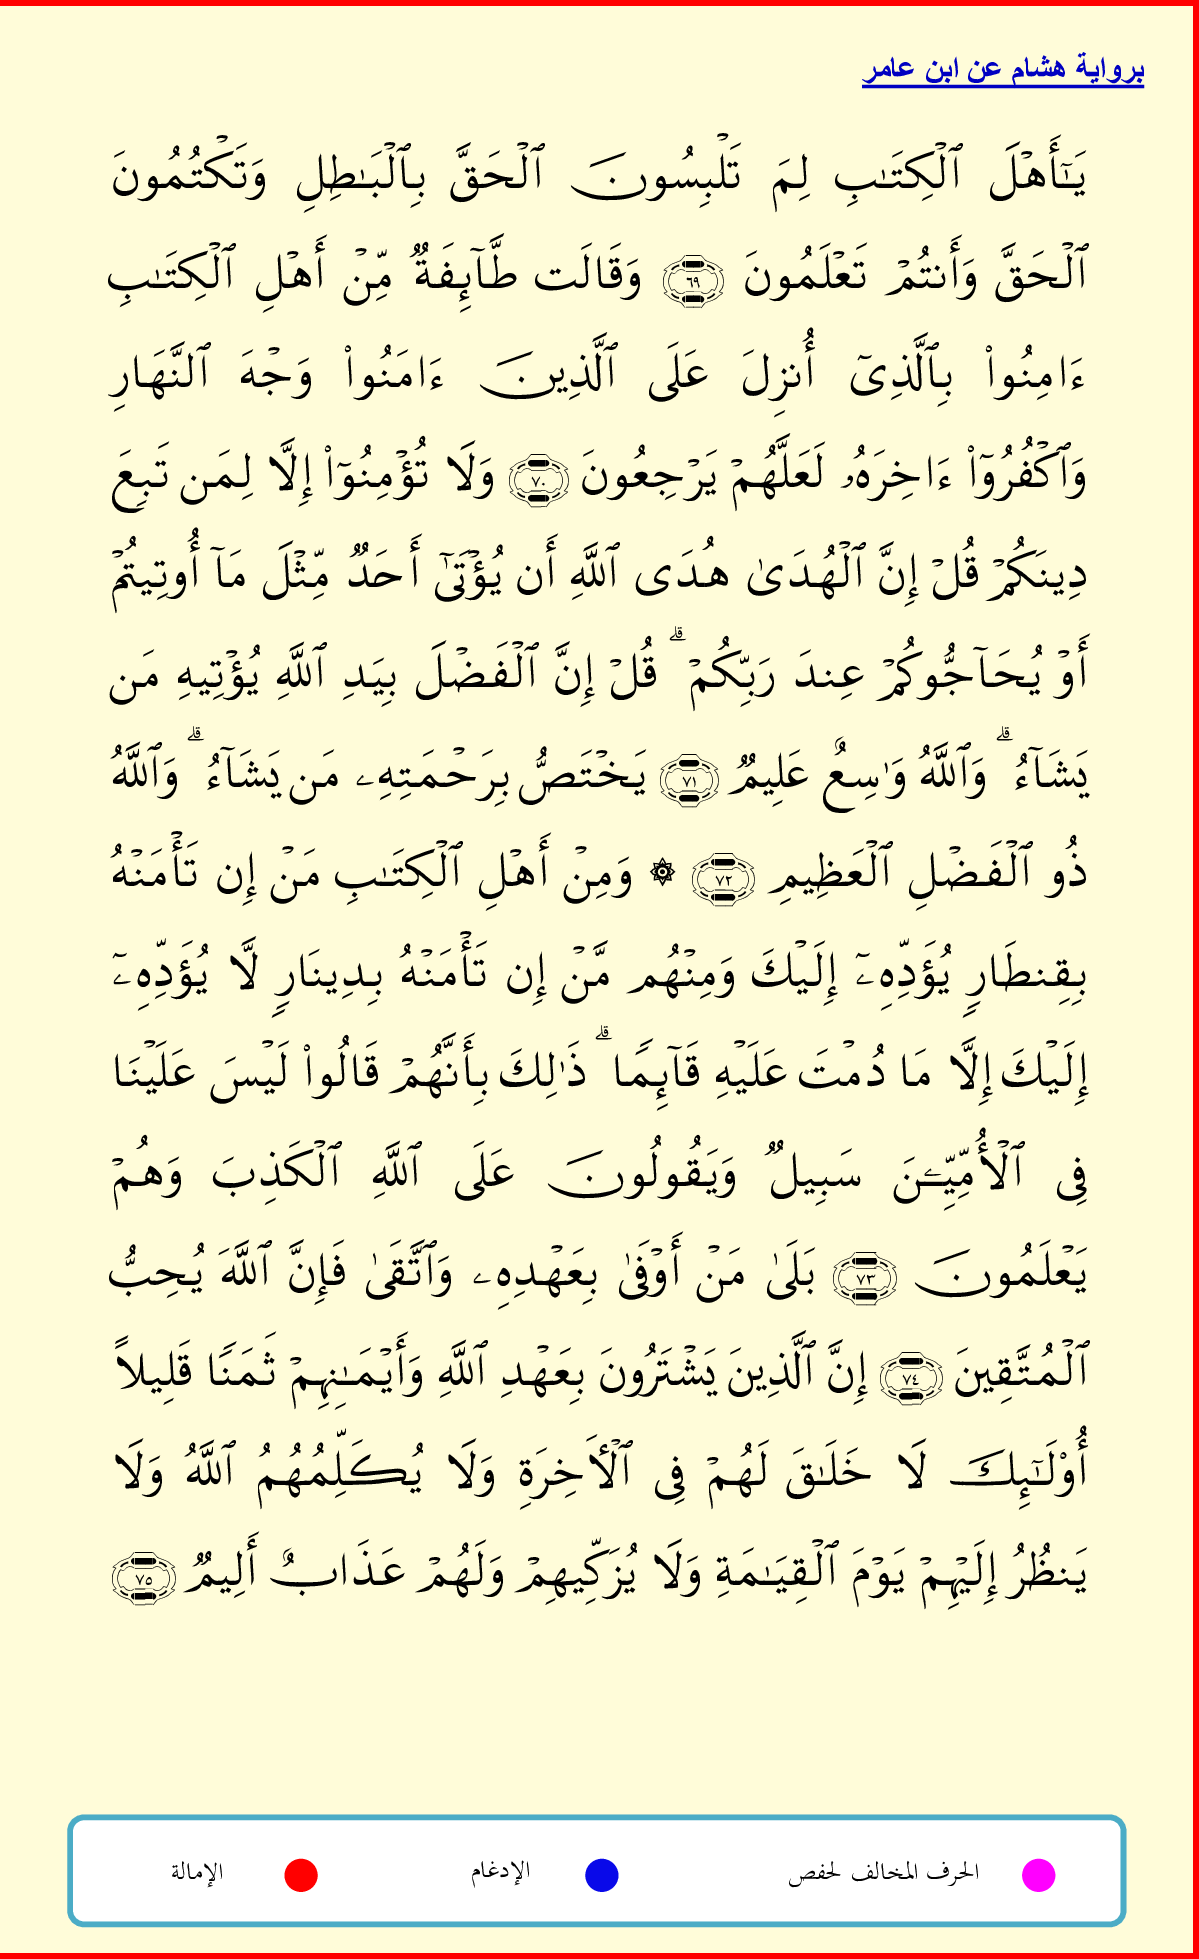 برواية هشام عن ابن عامر
يَـٰٓأَهۡلَ ٱلۡكِتَـٰبِ لِمَ تَلۡبِسُونَ ٱلۡحَقَّ بِٱلۡبَـٰطِلِ وَتَكۡتُمُونَ
ٱلۡحَقَّ وَأَنتُمۡ تَعۡلَمُونَ ٦٩ وَقَالَت طَّآئِفَةٌ مِّنۡ أَهۡلِ ٱلۡكِتَـٰبِ
ءَامِنُواْ بِٱلَّذِىٓ أُنزِلَ عَلَى ٱلَّذِينَ ءَامَنُواْ وَجۡهَ ٱلنَّهَارِ
وَٱكۡفُرُوٓاْ ءَاخِرَهُۥ لَعَلَّهُمۡ يَرۡجِعُونَ ٧٠ وَلَا تُؤۡمِنُوٓاْ إِلَّا لِمَن تَبِعَ
دِينَكُمۡ قُلۡ إِنَّ ٱلۡهُدَىٰ هُدَى ٱللَّهِ أَن يُؤۡتَىٰٓ أَحَدٌ مِّثۡلَ مَآ أُوتِيتُمۡ
أَوۡ يُحَآجُّوكُمۡ عِندَ رَبِّكُمۡۗ قُلۡ إِنَّ ٱلۡفَضۡلَ بِيَدِ ٱللَّهِ يُؤۡتِيهِ مَن
يَشَآءُۗ وَٱللَّهُ وَٰسِعٌ عَلِيمٌ ٧١ يَخۡتَصُّ بِرَحۡمَتِهِۦ مَن يَشَآءُۗ وَٱللَّهُ
ذُو ٱلۡفَضۡلِ ٱلۡعَظِيمِ ٧٢ ۞ وَمِنۡ أَهۡلِ ٱلۡكِتَـٰبِ مَنۡ إِن تَأۡمَنۡهُ
بِقِنطَارٍ يُؤَدِّهِۦٓ إِلَيۡكَ وَمِنۡهُم مَّنۡ إِن تَأۡمَنۡهُ بِدِينَارٍ لَّا يُؤَدِّهِۦٓ
إِلَيۡكَ إِلَّا مَا دُمۡتَ عَلَيۡهِ قَآئِمًاۗ ذَٰلِكَ بِأَنَّهُمۡ قَالُواْ لَيۡسَ عَلَيۡنَا
فِى ٱلۡأُمِّيِّـۧنَ سَبِيلٌ وَيَقُولُونَ عَلَى ٱللَّهِ ٱلۡكَذِبَ وَهُمۡ
يَعۡلَمُونَ ٧٣ بَلَىٰ مَنۡ أَوۡفَىٰ بِعَهۡدِهِۦ وَٱتَّقَىٰ فَإِنَّ ٱللَّهَ يُحِبُّ
ٱلۡمُتَّقِينَ ٧٤ إِنَّ ٱلَّذِينَ يَشۡتَرُونَ بِعَهۡدِ ٱللَّهِ وَأَيۡمَـٰنِهِمۡ ثَمَنًا قَلِيلاً
أُوْلَـٰٓئِكَ لَا خَلَـٰقَ لَهُمۡ فِى ٱلۡأَخِرَةِ وَلَا يُكَلِّمُهُمُ ٱللَّهُ وَلَا
يَنظُرُ إِلَيۡهِمۡ يَوۡمَ ٱلۡقِيَـٰمَةِ وَلَا يُزَكِّيهِمۡ وَلَهُمۡ عَذَابٌ أَلِيمٌ ٧٥
الحرف المخالف لحفص الإدغام الإمالة